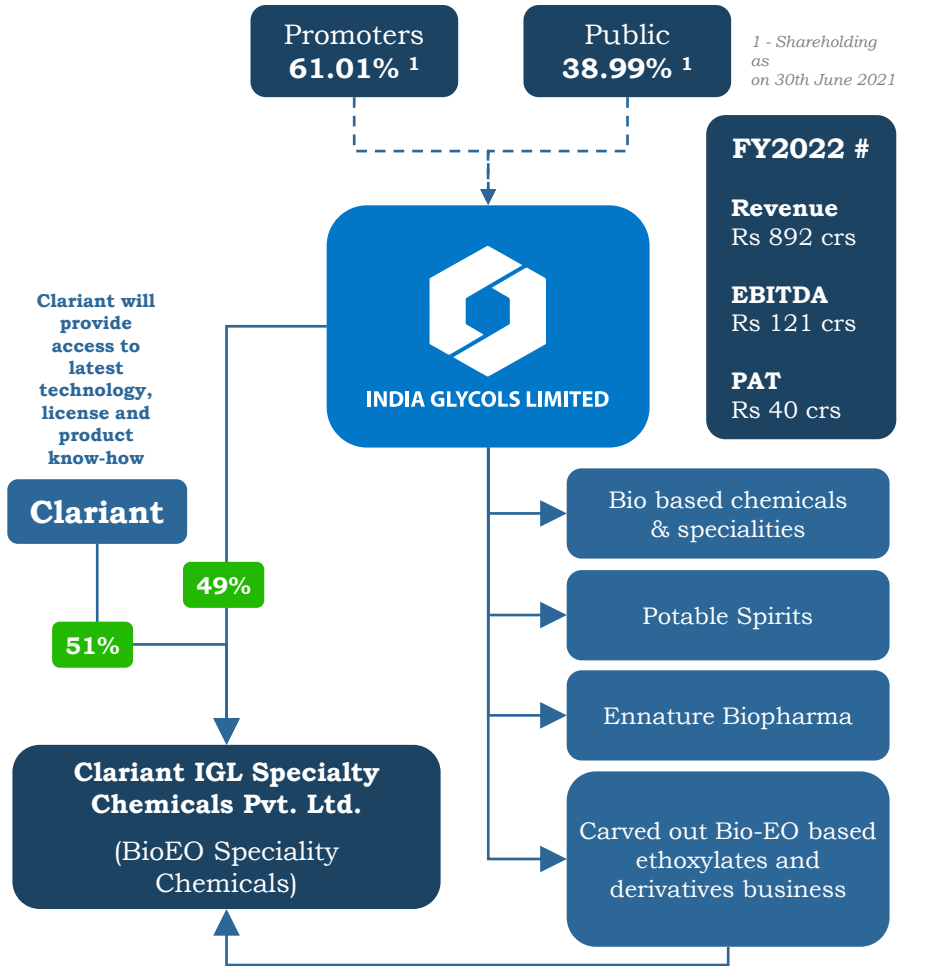 Promoters
61.01% 1
Public
38.99% 1
1 - Shareholding
as
on 30th June 2021
FY2022 #
Revenue
Rs 892 crs
EBITDA
Rs 121 crs
PAT
Rs 40 crs
INDIA GLYCOLS LIMITED
Clariant will
provide
access to
latest
technology,
license and
product
know-how
Clariant
49%
51%
Clariant IGL Specialty
Chemicals Pvt. Ltd.
(BioEO Speciality
Chemicals)
Bio based chemicals
& specialities
Potable Spirits
Ennature Biopharma
Carved out Bio-EO based
ethoxylates and
derivatives business